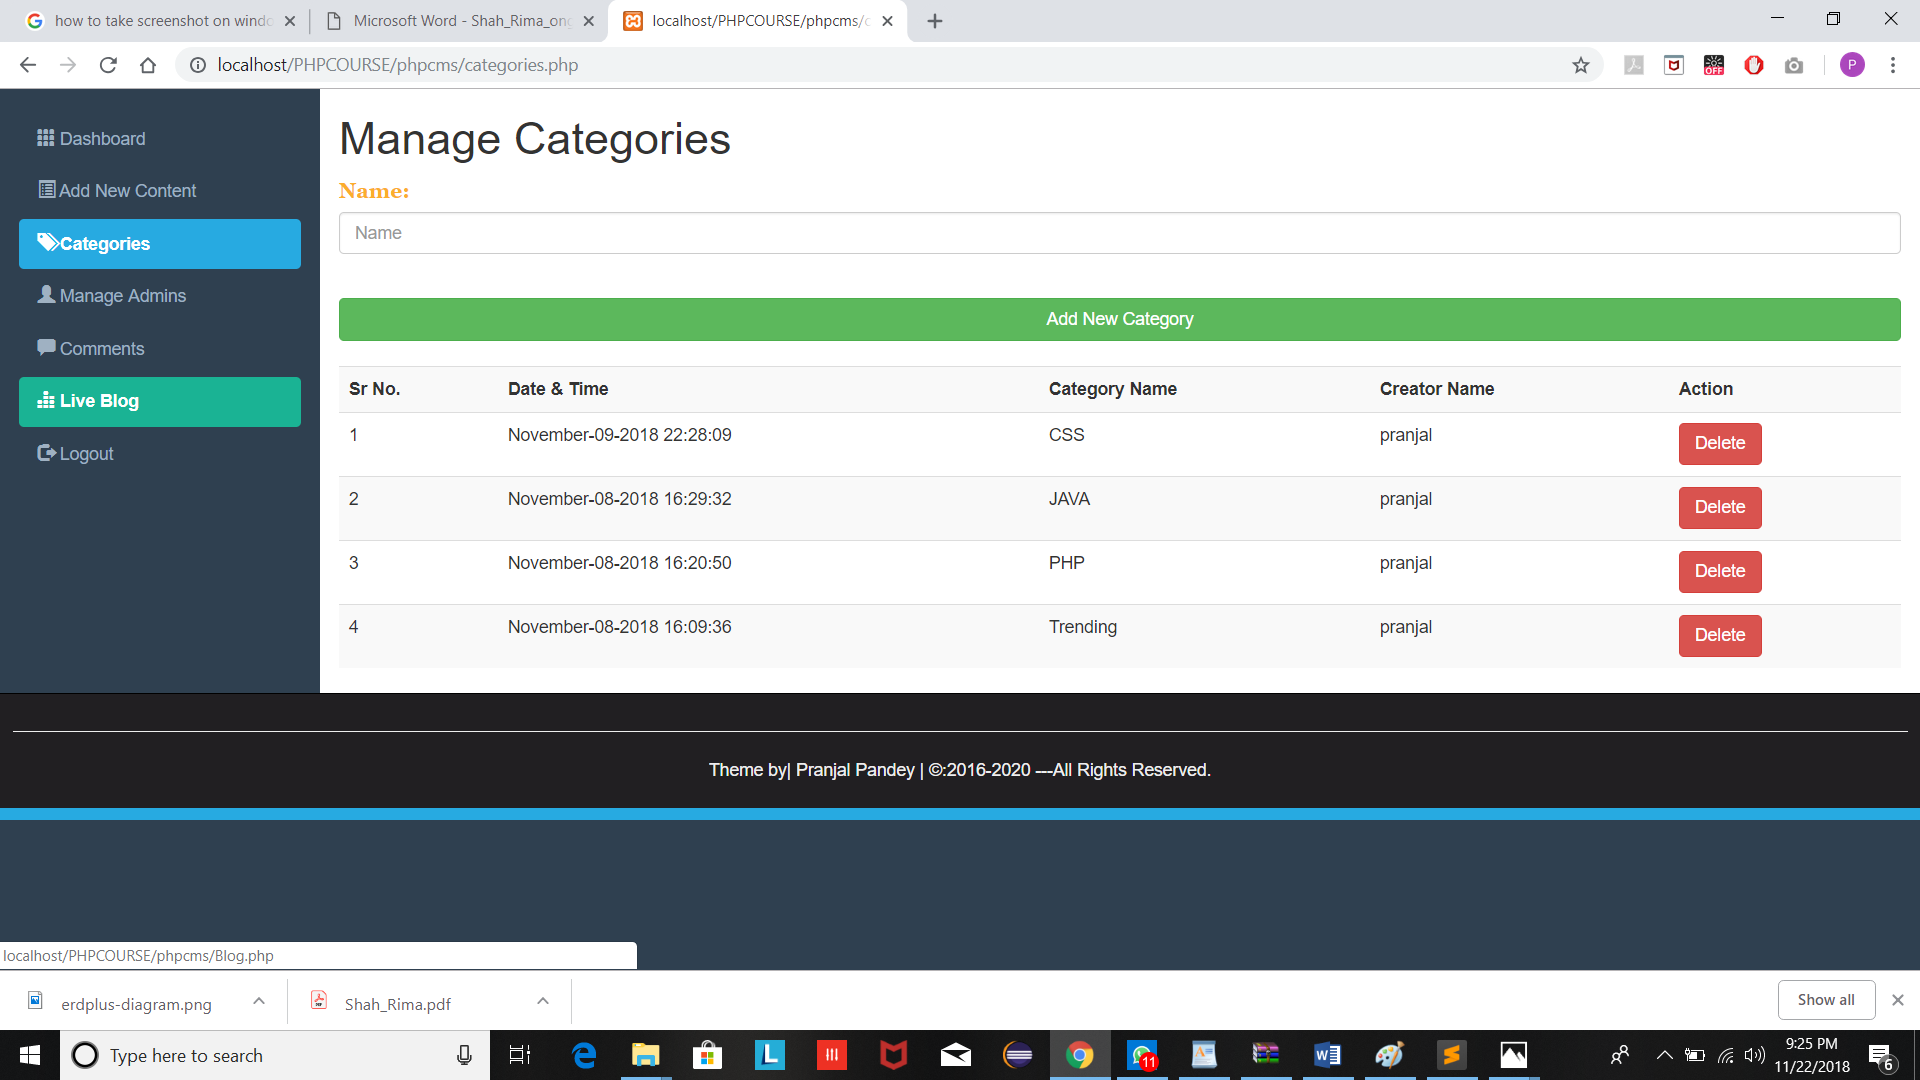 how to take screenshot on windo
Microsoft Word - Shah_Rima_ong
localhost/PHPCOURSE/phpcms/c
localhost/PHPCOURSE/phpcms/categories.php
OFF
P
Dashboard
Add New Content
Categories
Manage Admins
Comments
Live Blog
Logout
Manage Categories
Name:
Name
Add New Category
Sr No. Date & Time Category Name Creator Name Action
1 November-09-2018 22:28:09 CSS pranjal Delete
2 November-08-2018 16:29:32 JAVA pranjal Delete
3 November-08-2018 16:20:50 PHP pranjal Delete
4 November-08-2018 16:09:36 Trending pranjal Delete
Theme by| Pranjal Pandey | ©:2016-2020 ---All Rights Reserved.
localhost/PHPCOURSE/phpcms/Blog.php
erdplus-diagram.png
Shah_Rima.pdf
Show all
Type here to search
L
11
9:25 PM
11/22/2018
6